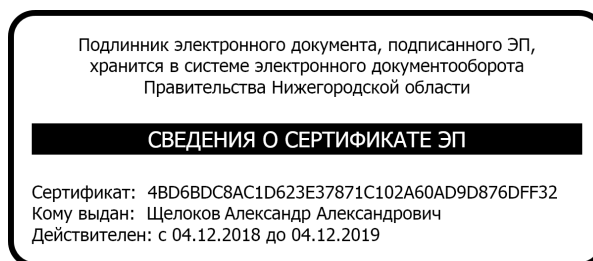 Подлинник электронного документа, подписанного ЭП,
хранится в системе электронного документооборота
Правительства Нижегородской области
СВЕДЕНИЯ О СЕРТИФИКАТЕ ЭП
Сертификат: 4BD6BDC8AC1D623E37871C102A60AD9D876DFF32
Кому выдан: Щелоков Александр Александрович
Действителен: с 04.12.2018 до 04.12.2019